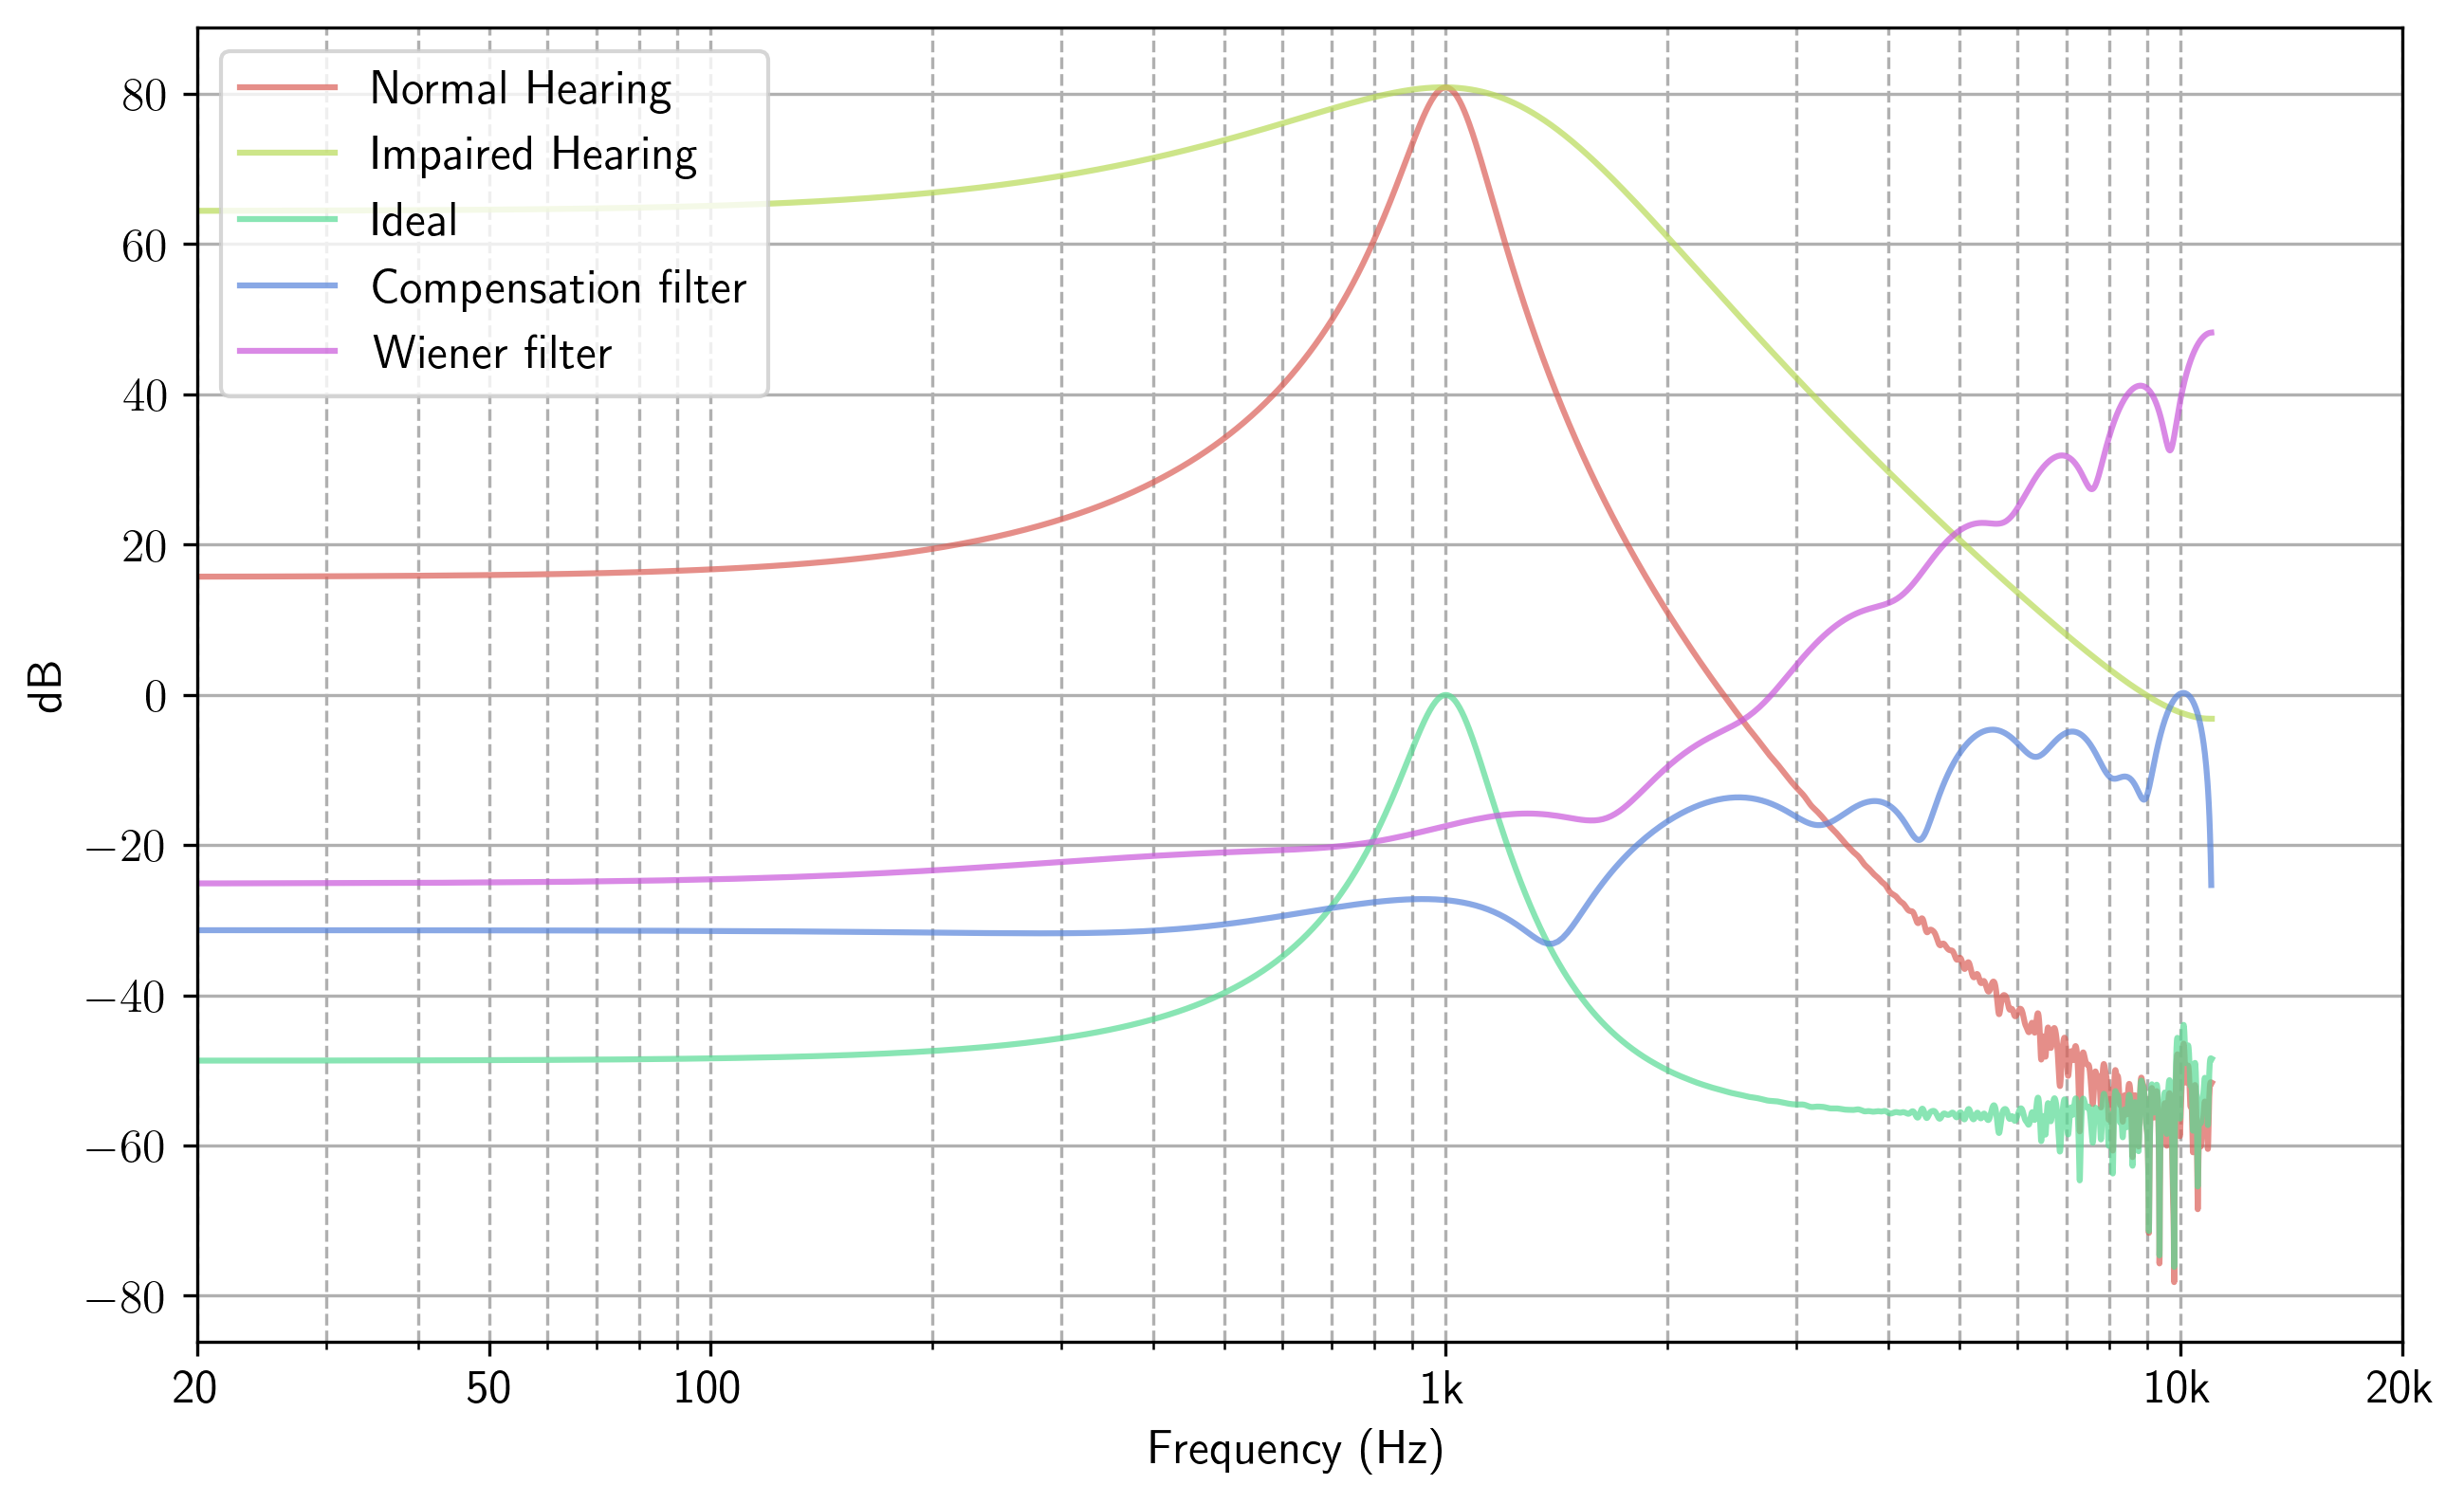 Normal Hearing
Impaired Hearing
Ideal
Compensation filter
Wiener filter
80
60
40
20
0
−20
−40
−60
−80
dB
20 50 100 1k 10k 20k
Frequency (Hz)